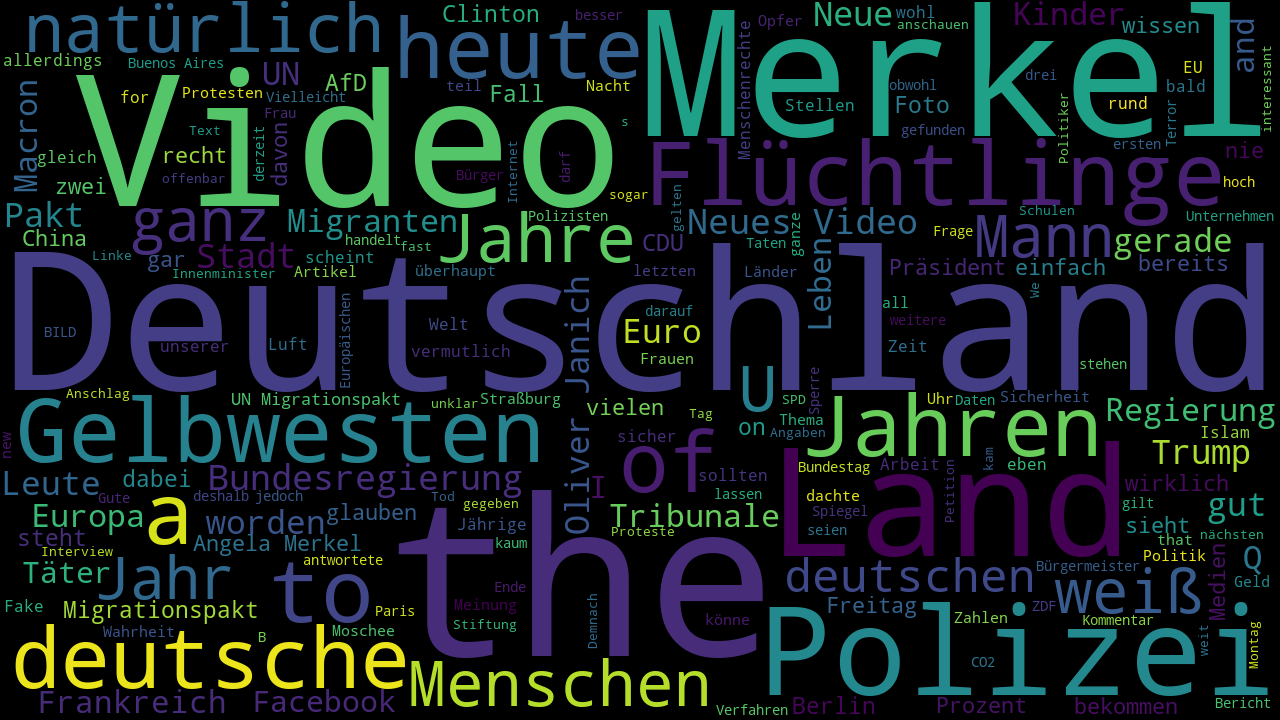 natürlich
Clinton
besser
Opfer
Neue
wohl
anschauen
Kinder
wissen
and
allerdings
Buenos Aires
heute
Merkel
Macron
for
Protesten
UN
AfD
teil
Fall
Nacht
Vielleicht
Frau
Video
Text
derzeit
davon
gleich
recht
offenbar
zwei
s
Bürger
Internet
darf
sogar
Menschenrechte
Stellen
obwohl
Foto
gefunden
drei
Politiker
rund
EU
bald
Terror
ersten
interessant
Flüchtlinge
nie
hoch
gelten
Pakt
China
Linke
ganz
gar
Stadt
Innenminister
Migranten
handelt
scheint
fast
Artikel
Jahre
Polizisten
überhaupt
CDU
letzten
Neues Video
Taten
ganze
Länder
Leben
Frage
Mann
Schulen
Unternehmen
gerade
Präsident
einfach
bereits
We
all
weitere
Deutschland
BILD
unserer
Luft
Europäischen
Welt
vermutlich
Oliver Janich
darauf
Euro
Frauen
Zeit
stehen
Anschlag
UN Migrationspakt
unklar
Straßburg
vielen
Tag
U
on
SPD
Thema
Angaben
sperre
Uhr
Daten
Sicherheit
Jahren
Regierung
Islam
Trump
new
Gelbwesten
sicher
of
sollten
lassen
Bundestag
Arbeit
kam
eben
wirklich
Leute
dabei
Bundesregierung
I
Gute
deshalb
jedoch
Tod
gegeben
the
Land
dachte
Spiegel
seien
Petition
gilt
gut
sieht
that
nächsten
Europa
a
worden
glauben
Jährige
kaum
Tribunale
Proteste
steht
Interview
Angela Merkel
antwortete
Politik
Q
Täter
Jahr
to
Ende
deutschen
Bürgermeister
weiß
Medien
Geld
Fake
Migrationspakt
Paris
Meinung
Stiftung
Demnach
könne
Freitag
Zahlen
ZDF
Kommentar
Wahrheit
B
Moschee
weit
Montag
deutsche
Menschen
Polizei
CO2
Frankreich
Facebook
Verfahren
Berlin
Prozent
bekommen
Bericht